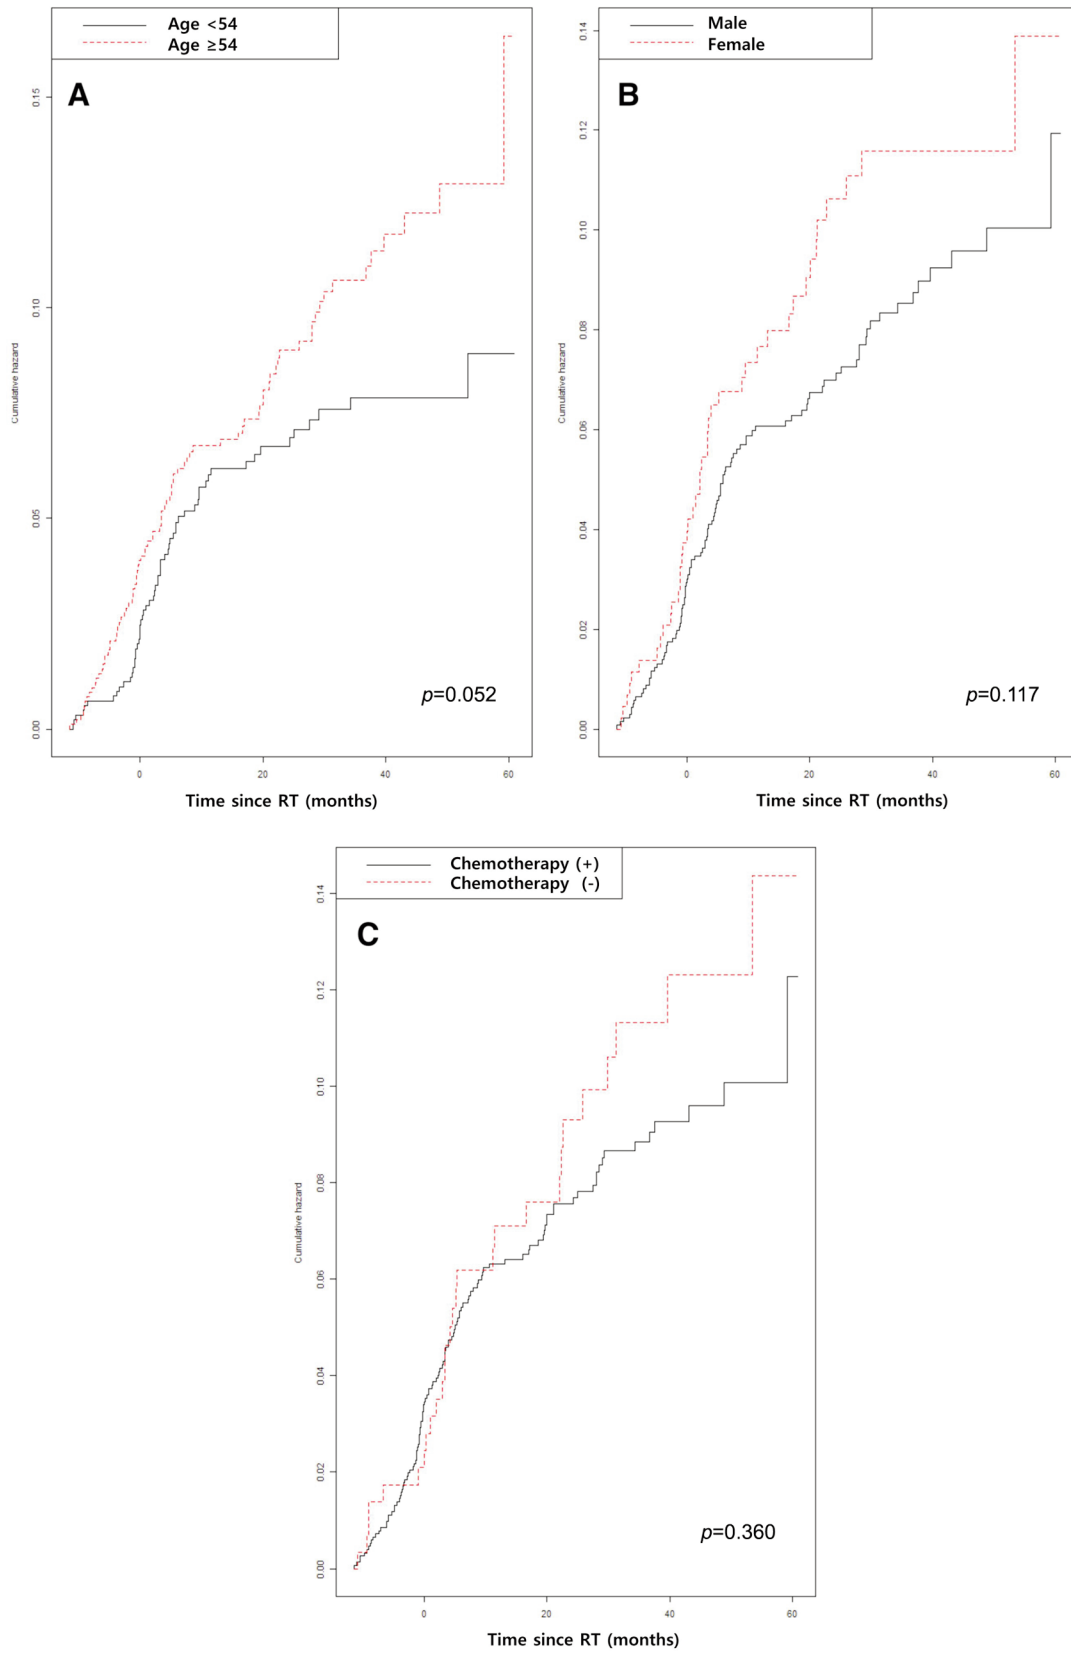 Age <54
Age ≥54
A
0.15
0.10
0.05
0.00
Cumulative hazard
p=0.052
0 20 40 60
Time since RT (months)
Male
Female
B
0.14
0.12
0.10
0.08
0.06
0.04
0.02
0.00
Cumulative hazard
p=0.117
0 20 40 60
Time since RT (months)
Chemotherapy (+)
Chemotherapy (-)
C
0.14
0.12
0.10
0.08
0.06
0.04
0.02
0.00
Cumulative hazard
p=0.360
0 20 40 60
Time since RT (months)